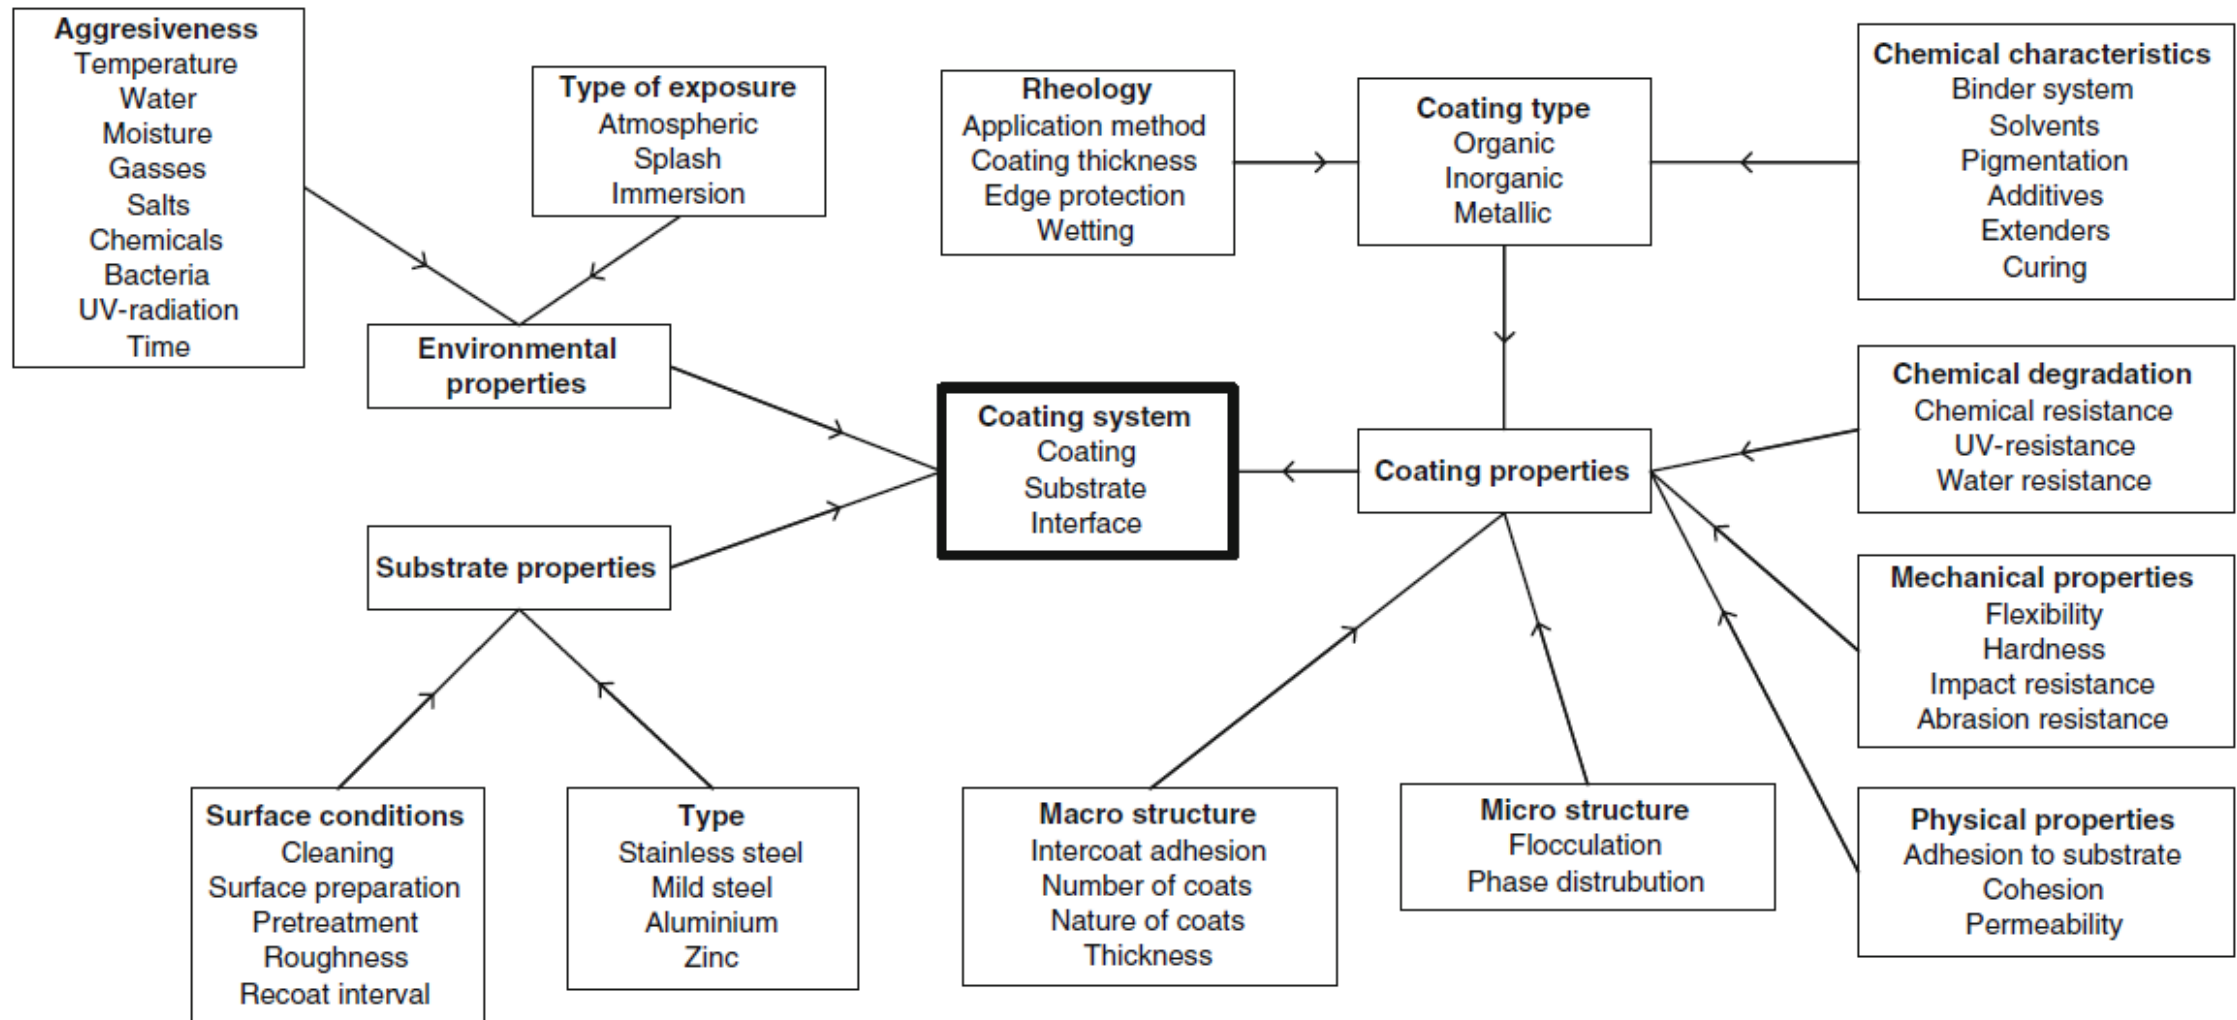 Aggresiveness
Temperature
Water
Moisture
Gasses
Salts
Chemicals
Bacteria
UV-radiation
Time
Type of exposure
Atmospheric
Splash
Immersion
Rheology
Application method
Coating thickness
Edge protection
Wetting
Coating type
Organic
Inorganic
Metallic
Chemical characteristics
Binder system
Solvents
Pigmentation
Additives
Extenders
Curing
Environmental
properties
Coating system
Coating
Substrate
Interface
Coating properties
Chemical degradation
Chemical resistance
UV-resistance
Water resistance
Substrate properties
Mechanical properties
Flexibility
Hardness
Impact resistance
Abrasion resistance
Surface conditions
Cleaning
Surface preparation
Pretreatment
Roughness
Recoat interval
Type
Stainless steel
Mild steel
Aluminium
Zinc
Macro structure
Intercoat adhesion
Number of coats
Nature of coats
Thickness
Micro structure
Flocculation
Phase distrubution
Physical properties
Adhesion to substrate
Cohesion
Permeability